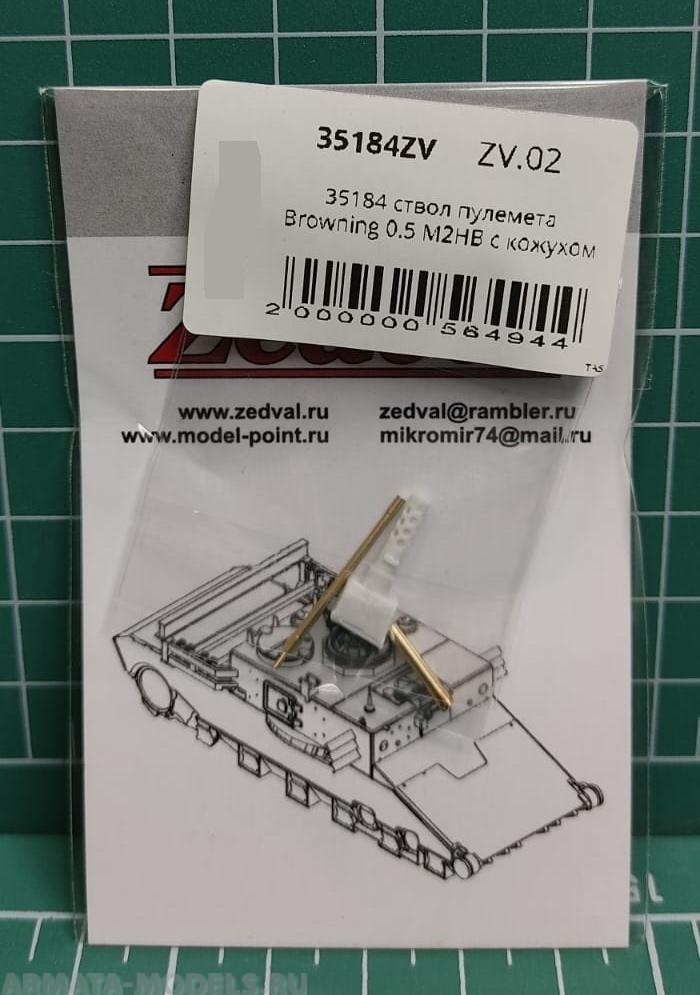 35184ZV ZV.02
35184 ствол пулемета
Browning 0.5 M2HB с кожухом
2 000000 564944
TAS
www.zedval.ru zedval@rambler.ru
www.model-point.ru mikromir74@mail.ru
ARMATA-MODELS.RU